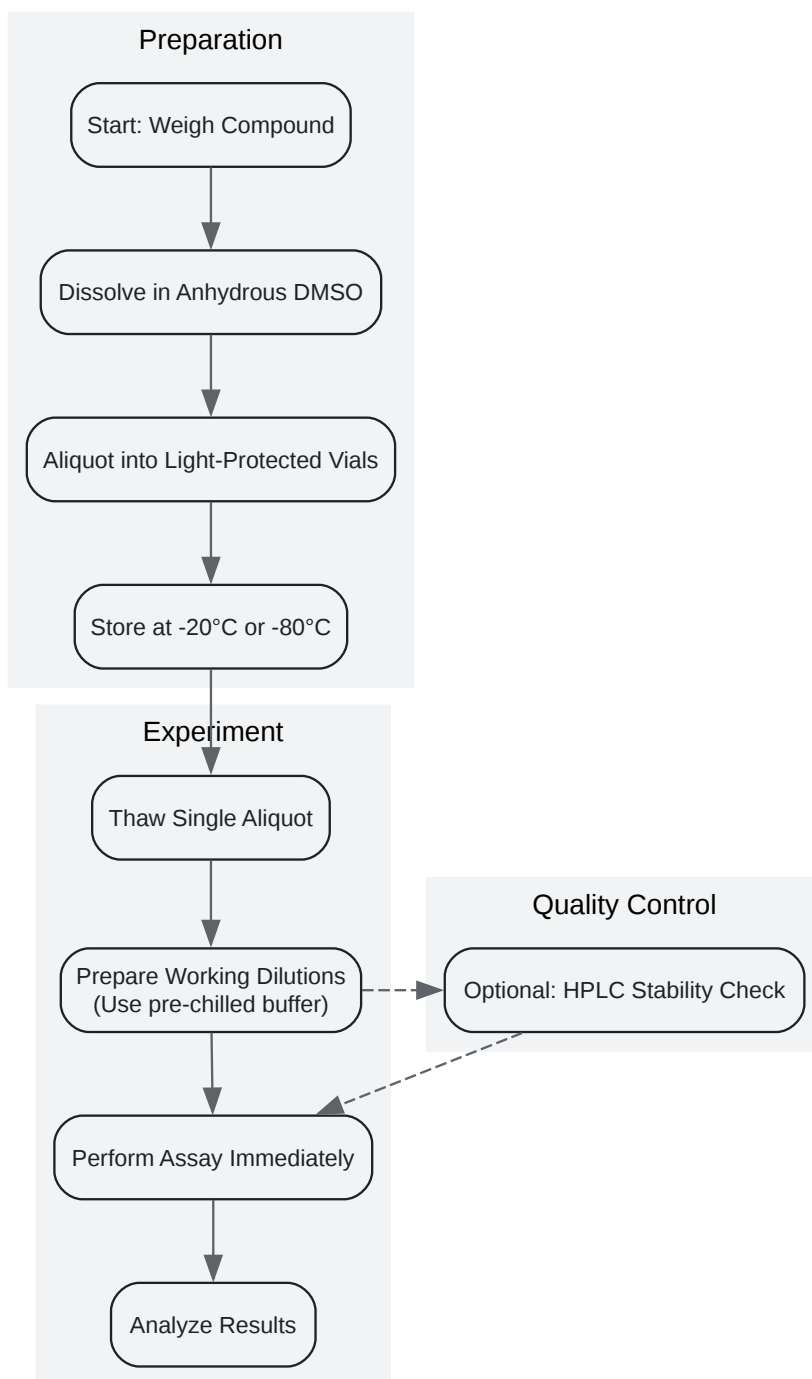 Preparation
Start: Weigh Compound
Dissolve in Anhydrous DMSO
Aliquot into Light-Protected Vials
Store at -20°C or -80°C
Experiment
Thaw Single Aliquot
Quality Control
Prepare Working Dilutions
(Use pre-chilled buffer)
Optional: HPLC Stability Check
Perform Assay Immediately
Analyze Results